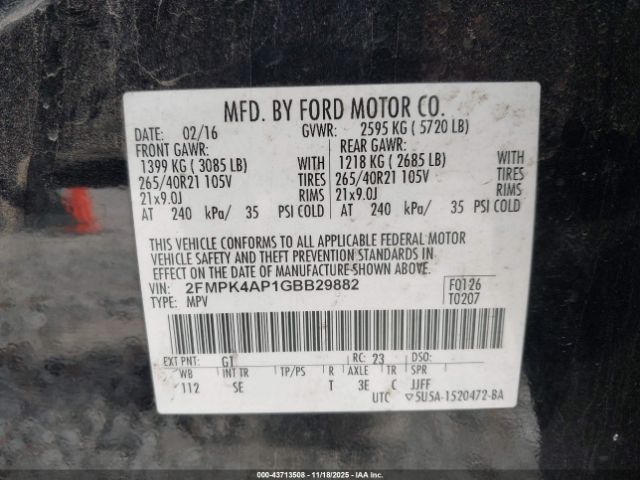 MFD. BY FORD MOTOR CO.
DATE: 02/16 GVWR: 2595 KG ( 5720 LB)
FRONT GAWR: REAR GAWR:
1399 KG ( 3085 LB) WITH 1218 KG ( 2685 LB) WITH
265/40R21 105V TIRES 265/40R21 105V TIRES
21x9.0J RIMS 21x9.0J RIMS
AT 240 kPa/ 35 PSI COLD AT 240 kPa/ 35 PSI COLD
THIS VEHICLE CONFORMS TO ALL APPLICABLE FEDERAL MOTOR
VEHICLE SAFETY AND THEFT PREVENTION STANDARDS IN
EFFECT ON THE DATE OF MANUFACTURE SHOWN ABOVE.
VIN: 2FMPK4AP1GBB29882 F0126
TYPE: MPV T0207
EXT PNT: GT RC: 23 DSO:
WB INT TR TP/PS R AXLE TR SPR
112 SE T 3E C JJFF
UTC ▽5U5A-1520472-BA
00-43713508 - 11/18/2025 - IAAI.COM